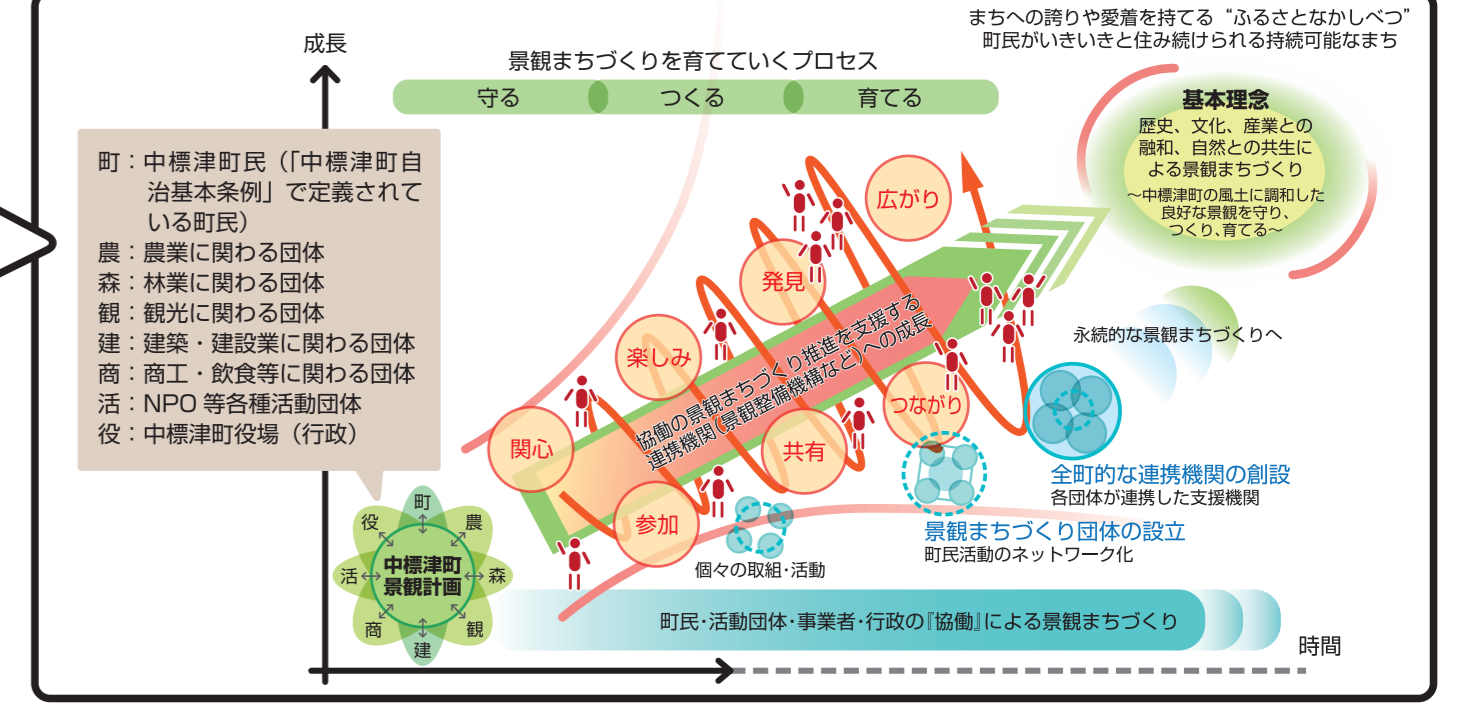 まちへの誇りや愛着を持てる “ふるさとなかしべつ”
町民がいきいきと住み続けられる持続可能なまち
成長
景観まちづくりを育てていくプロセス
守る
つくる
育てる
基本理念
歴史、文化、産業との
融和、自然との共生に
よる景観まちづくり
～中標津町の風土に調和した
良好な景観を守り、
つくり、育てる～
町：中標津町民（「中標津町自
治基本条例」で定義されて
いる町民）
農：農業に関わる団体
森：林業に関わる団体
観：観光に関わる団体
建：建築・建設業に関わる団体
商：商工・飲食等に関わる団体
活：NPO 等各種活動団体
役：中標津町役場（行政）
広がり
発見
楽しみ
関心
協働の景観まちづくり推進を支援する
連携機関（景観整備機構など）への成長
つながり
共有
参加
永続的な景観まちづくりへ
全町的な連携機関の創設
各団体が連携した支援機関
景観まちづくり団体の設立
町民活動のネットワーク化
個々の取組・活動
町
農
森
観
建
商
活
役
中標津町
景観計画
町民・活動団体・事業者・行政の『協働』による景観まちづくり
時間